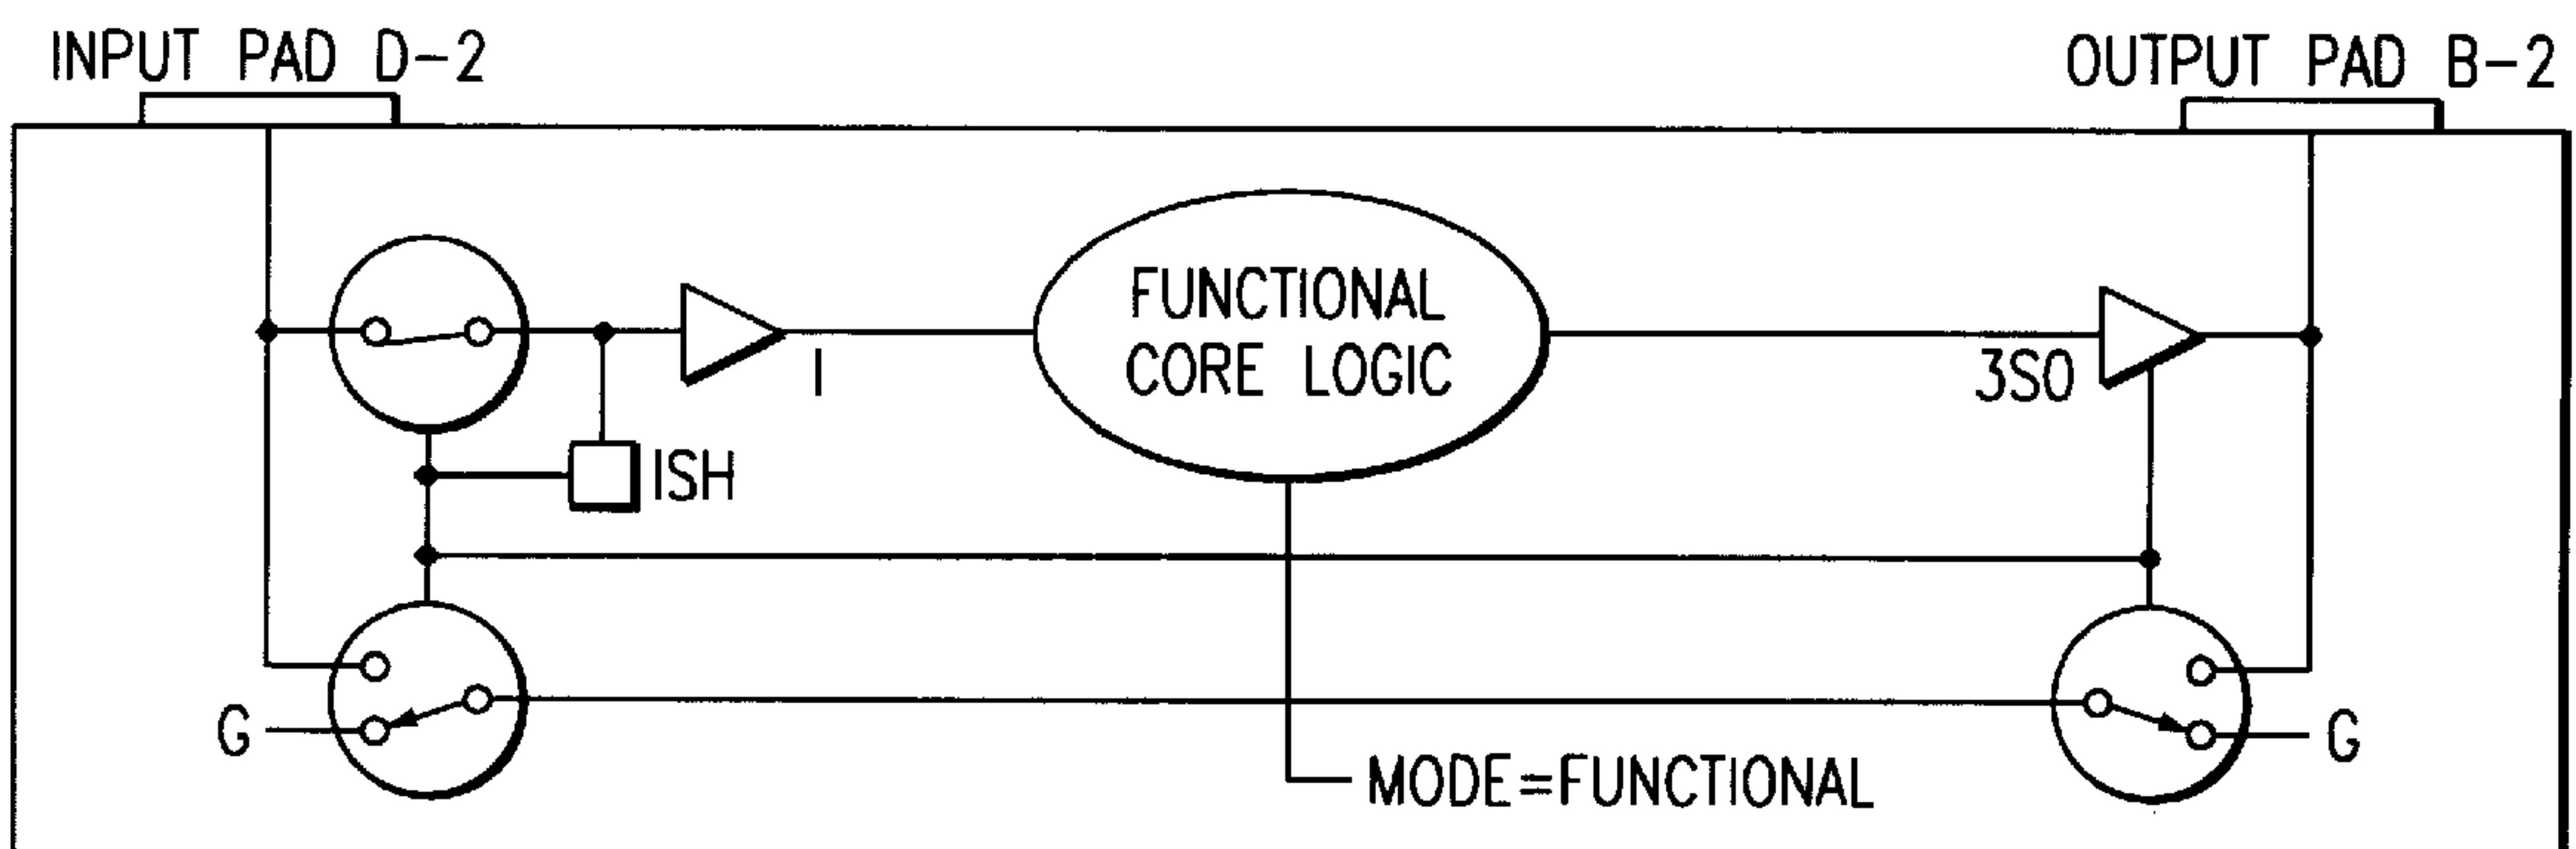 INPUT PAD D-2
OUTPUT PAD B-2
FUNCTIONAL
CORE LOGIC
I
3SO
ISH
G
G
MODE=FUNCTIONAL